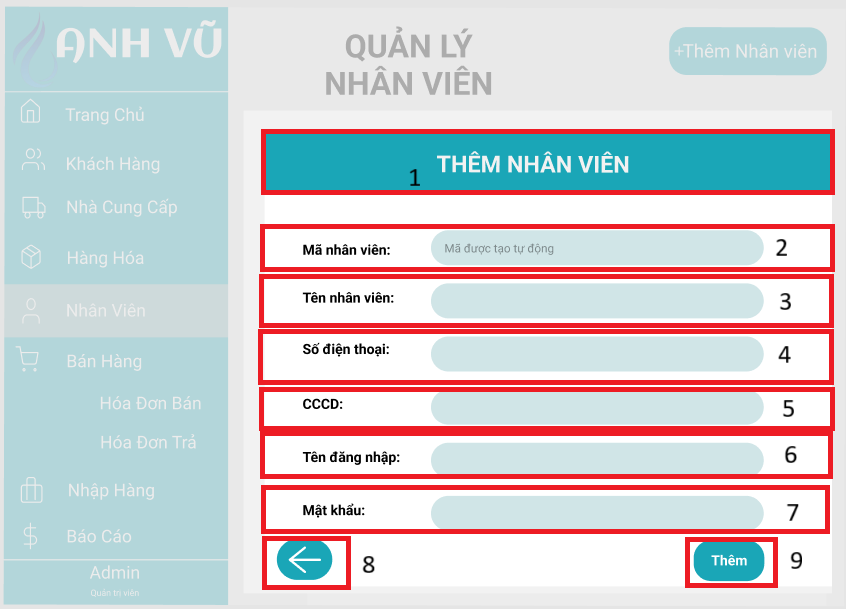 ANH VŨ
Trang Chủ
Khách Hàng
Nhà Cung Cấp
Hàng Hóa
Nhân Viên
Bán Hàng
Hóa Đơn Bán
Hóa Đơn Trả
Nhập Hàng
Báo Cáo
Admin
Quản trị viên
QUẢN LÝ
NHÂN VIÊN
+Thêm Nhân viên
THÊM NHÂN VIÊN
1
Mã nhân viên: Mã được tạo tự động 2
Tên nhân viên: 3
Số điện thoại: 4
CCCD: 5
Tên đăng nhập: 6
Mật khẩu: 7
8
Thêm 9